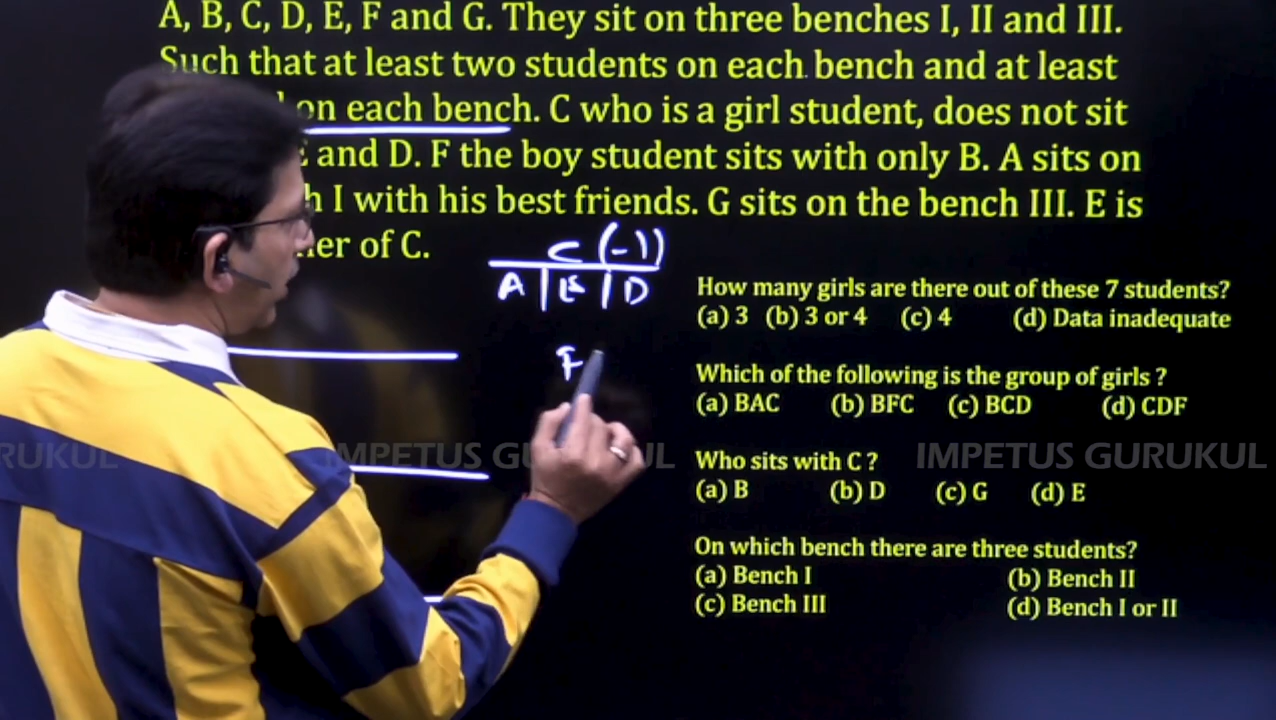 A, B, C, D, E, F and G. They sit on three benches I, II and III.
Such that at least two students on each bench and at least
on each bench. C who is a girl student, does not sit
E and D. F the boy student sits with only B. A sits on
I with his best friends. G sits on the bench III. E is
of C.
C (-1)
A | E | D
F
How many girls are there out of these 7 students?
(a) 3 (b) 3 or 4 (c) 4 (d) Data inadequate
Which of the following is the group of girls ?
(a) BAC (b) BFC (c) BCD (d) CDF
Who sits with C ?
(a) B (b) D (c) G (d) E
On which bench there are three students?
(a) Bench I (b) Bench II
(c) Bench III (d) Bench I or II
RUKUL IMPETUS GU UL IMPETUS GURUKUL